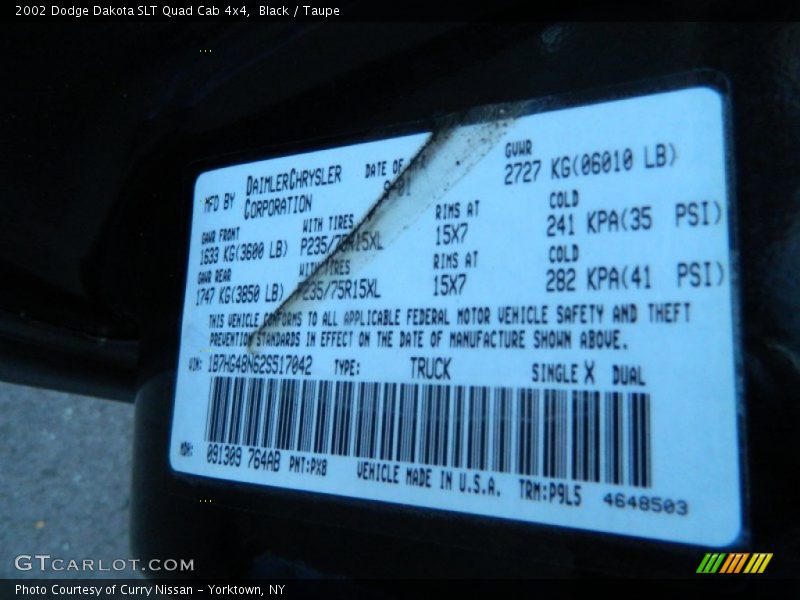 2002 Dodge Dakota SLT Quad Cab 4x4, Black / Taupe
MFD BY DAIMLERCHRYSLER CORPORATION
DATE OF
GVWR
2727 KG(06010 LB)
GAWR FRONT WITH TIRES RIMS AT COLD
1633 KG(3600 LB) P235/75R15XL 15X7 241 KPA(35 PSI)
GAWR REAR WITH TIRES RIMS AT COLD
1747 KG(3850 LB) P235/75R15XL 15X7 282 KPA(41 PSI)
THIS VEHICLE CONFORMS TO ALL APPLICABLE FEDERAL MOTOR VEHICLE SAFETY AND THEFT
PREVENTION STANDARDS IN EFFECT ON THE DATE OF MANUFACTURE SHOWN ABOVE.
VIN: 1B7HG48N62S517042 TYPE: TRUCK SINGLE X DUAL
MDH: 091309 764AB PNT:PX8 VEHICLE MADE IN U.S.A. TRM:P9L5 4648503
GTCARLOT.COM
Photo Courtesy of Curry Nissan - Yorktown, NY